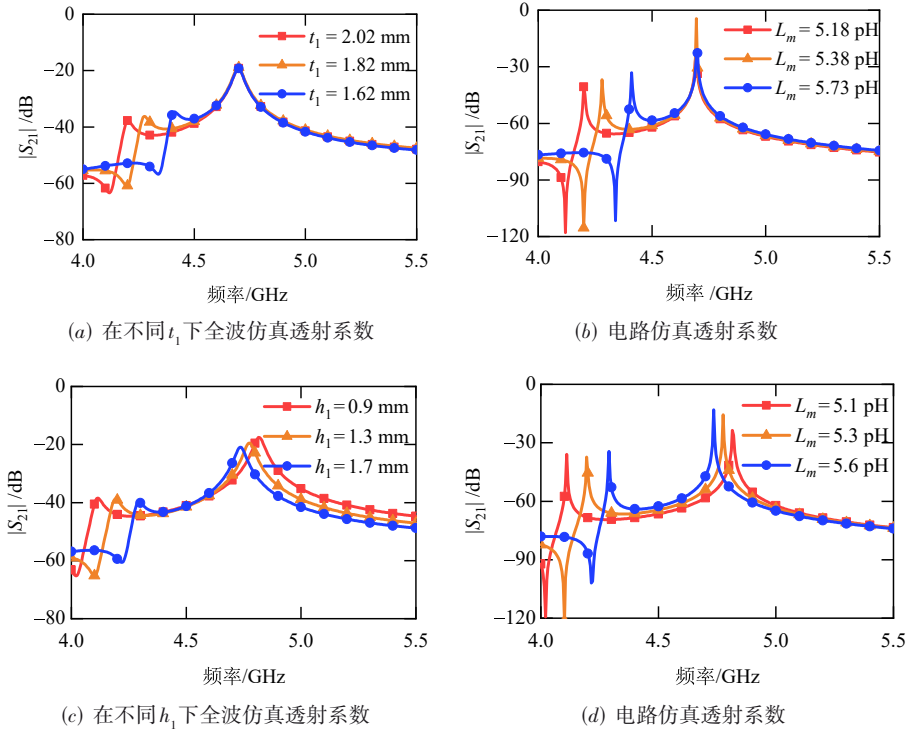 0
−20
−40
−60
−80
|S₂₁| /dB
t₁ = 2.02 mm
t₁ = 1.82 mm
t₁ = 1.62 mm
4.0 4.5 5.0 5.5
频率/GHz
(a) 在不同t₁下全波仿真透射系数
0
−30
−60
−90
−120
|S₂₁| /dB
Lₘ = 5.18 pH
Lₘ = 5.38 pH
Lₘ = 5.73 pH
4.0 4.5 5.0 5.5
频率 /GHz
(b) 电路仿真透射系数
0
−20
−40
−60
−80
|S₂₁| /dB
h₁ = 0.9 mm
h₁ = 1.3 mm
h₁ = 1.7 mm
4.0 4.5 5.0 5.5
频率/GHz
(c) 在不同h₁下全波仿真透射系数
0
−30
−60
−90
−120
|S₂₁| /dB
Lₘ = 5.1 pH
Lₘ = 5.3 pH
Lₘ = 5.6 pH
4.0 4.5 5.0 5.5
频率/GHz
(d) 电路仿真透射系数